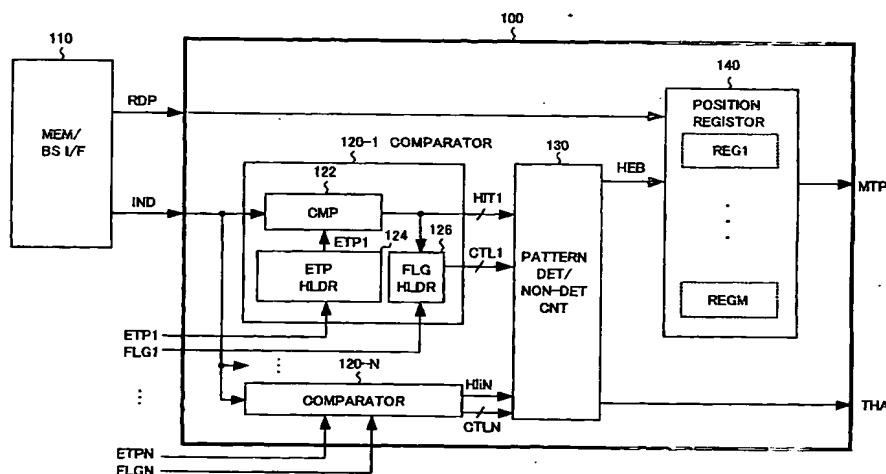 100
110
140
RDP
POSITION
REGISTOR
MEM/
BS I/F
120-1 COMPARATOR
130
HEB
REG1
122
MTP
IND
CMP
HIT1
ETP1
124
126
CTL1
PATTERN
DET/
NON-DET
CNT
ETP
HLDR
FLG
HLDR
REGM
ETP1
FLG1
120-N
HIiN
COMPARATOR
CTLN
THA
ETPN
FLGN